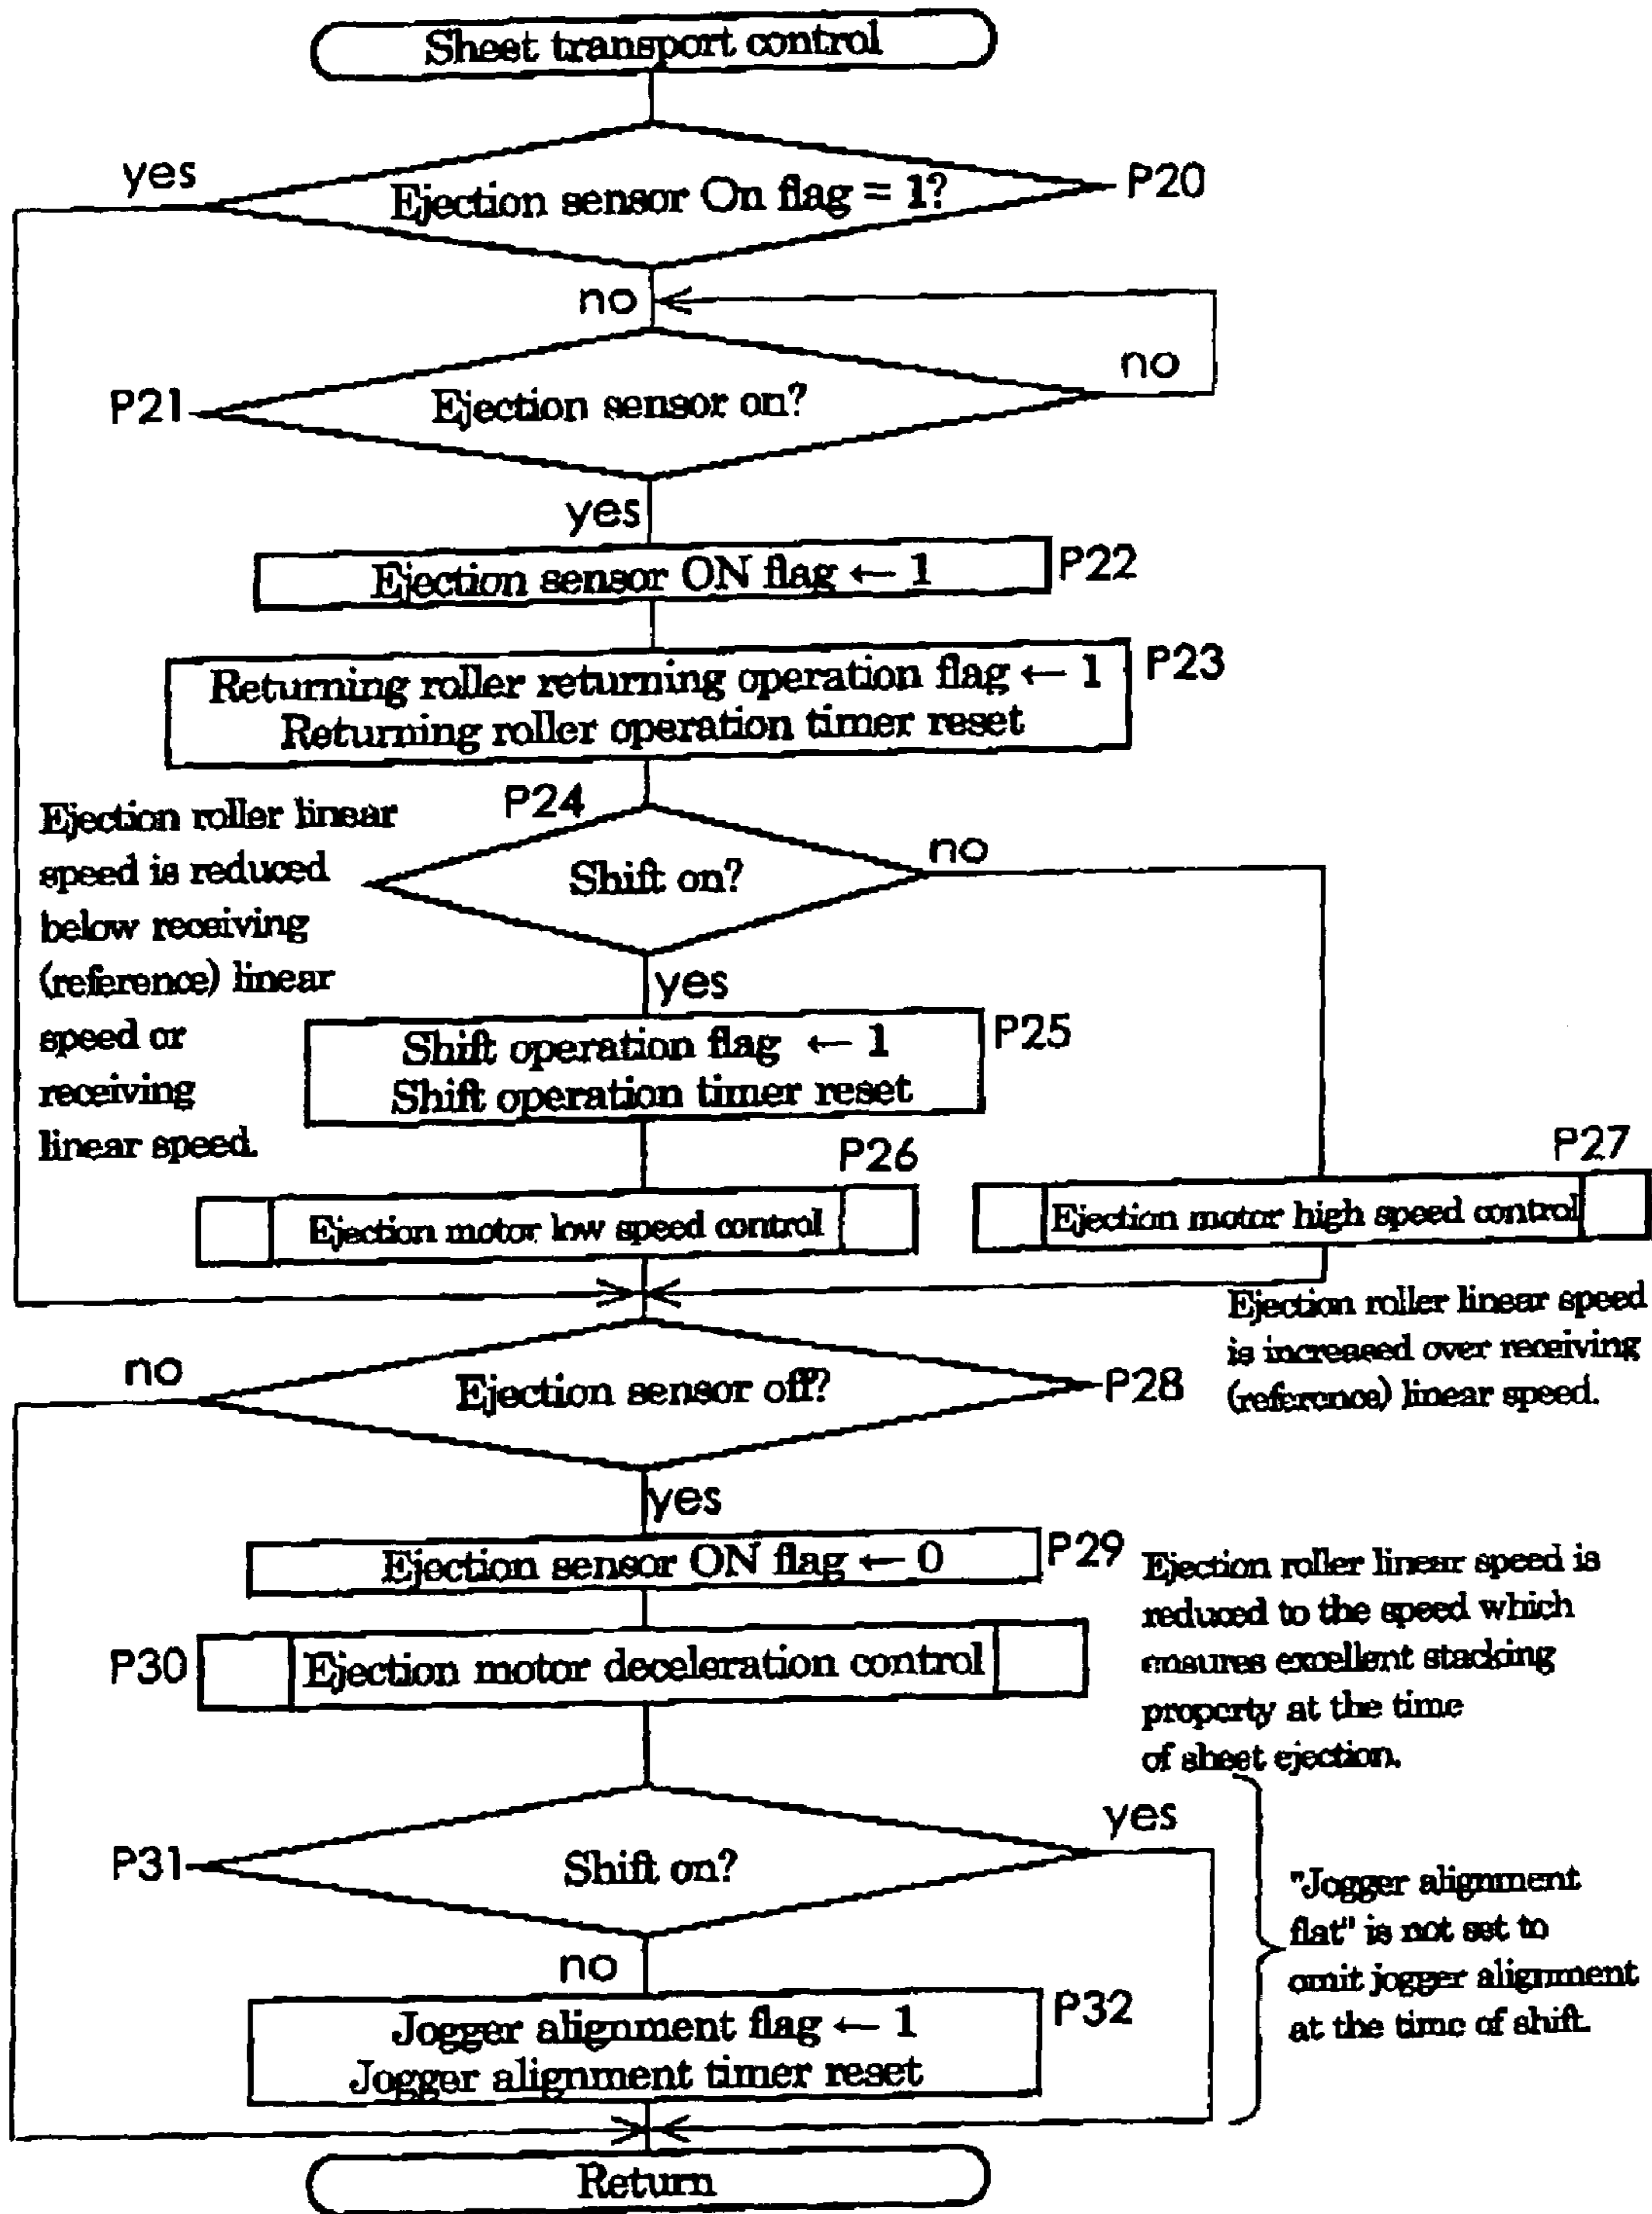 Sheet transport control
yes
Ejection sensor On flag = 1?
P20
no
no
P21
Ejection sensor on?
yes
Ejection sensor ON flag ← 1
P22
Returning roller returning operation flag ← 1
Returning roller operation timer reset
P23
Ejection roller linear
speed is reduced
below receiving
(reference) linear
speed or
receiving
linear speed.
P24
Shift on?
no
yes
Shift operation flag ← 1
Shift operation timer reset
P25
P26
Ejection motor low speed control
P27
Ejection motor high speed control
Ejection roller linear speed
is increased over receiving
(reference) linear speed.
no
Ejection sensor off?
P28
yes
Ejection sensor ON flag ← 0
P29
Ejection roller linear speed is
reduced to the speed which
ensures excellent stacking
property at the time
of sheet ejection.
P30
Ejection motor deceleration control
P31
Shift on?
yes
no
"Jogger alignment
flat" is not set to
omit jogger alignment
at the time of shift.
Jogger alignment flag ← 1
Jogger alignment timer reset
P32
Return